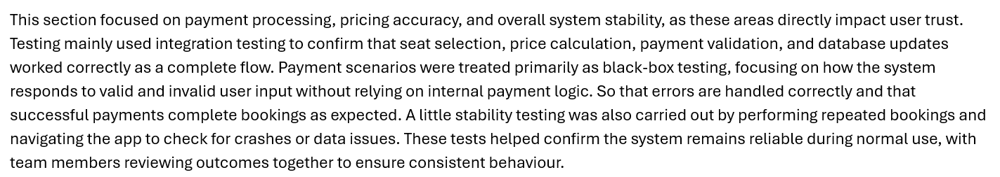 This section focused on payment processing, pricing accuracy, and overall system stability, as these areas directly impact user trust.
Testing mainly used integration testing to confirm that seat selection, price calculation, payment validation, and database updates
worked correctly as a complete flow. Payment scenarios were treated primarily as black-box testing, focusing on how the system
responds to valid and invalid user input without relying on internal payment logic. So that errors are handled correctly and that
successful payments complete bookings as expected. A little stability testing was also carried out by performing repeated bookings and
navigating the app to check for crashes or data issues. These tests helped confirm the system remains reliable during normal use, with
team members reviewing outcomes together to ensure consistent behaviour.